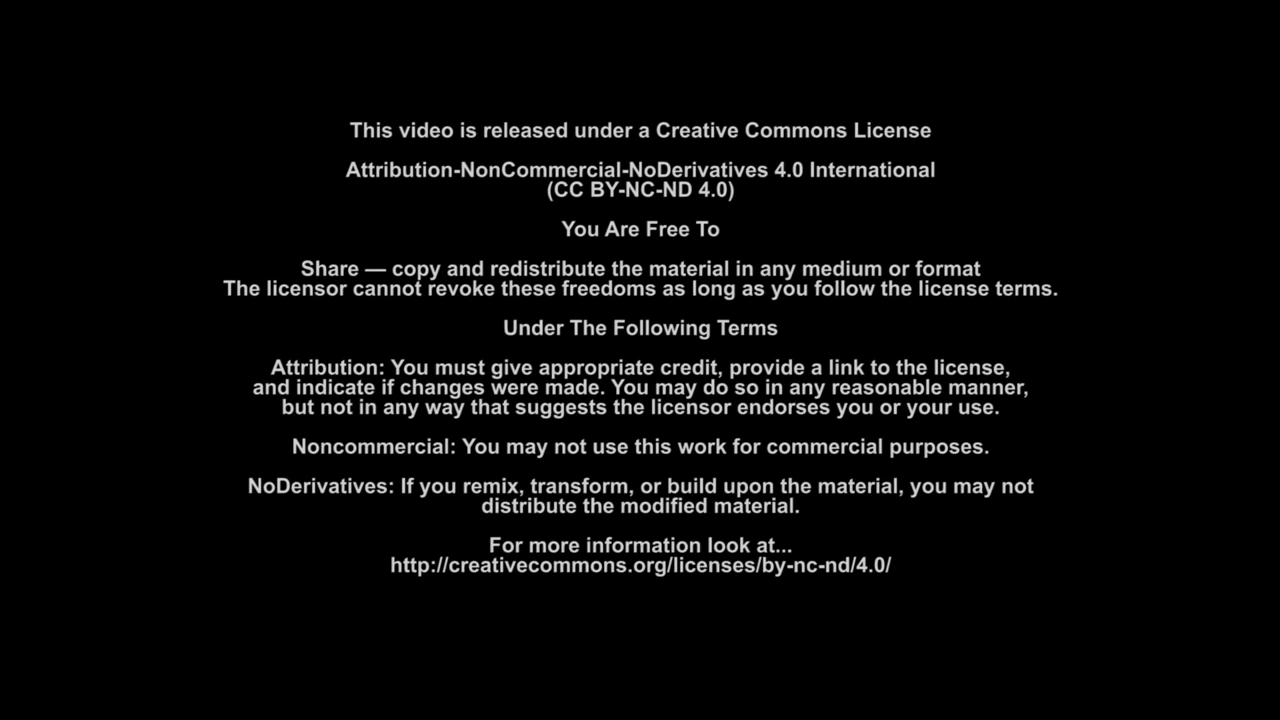 This video is released under a Creative Commons License
Attribution-NonCommercial-NoDerivatives 4.0 International
(CC BY-NC-ND 4.0)
You Are Free To
Share — copy and redistribute the material in any medium or format
The licensor cannot revoke these freedoms as long as you follow the license terms.
Under The Following Terms
Attribution: You must give appropriate credit, provide a link to the license,
and indicate if changes were made. You may do so in any reasonable manner,
but not in any way that suggests the licensor endorses you or your use.
Noncommercial: You may not use this work for commercial purposes.
NoDerivatives: If you remix, transform, or build upon the material, you may not
distribute the modified material.
For more information look at...
http://creativecommons.org/licenses/by-nc-nd/4.0/